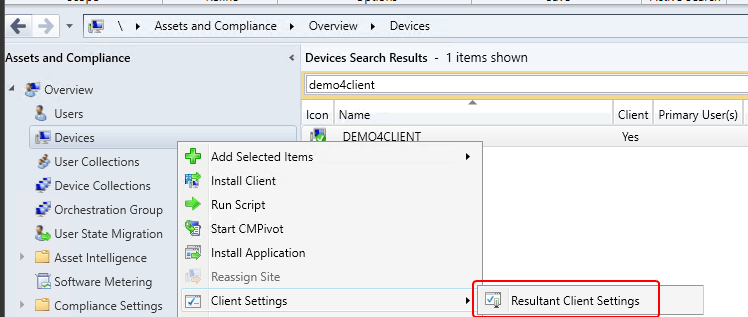 \ Assets and Compliance Overview Devices
Assets and Compliance
Devices Search Results - 1 items shown
demo4client
Overview
Icon Name Client Primary User(s)
Users
Devices
DEMO4CLIENT Yes
User Collections
Add Selected Items
Device Collections
Install Client
Orchestration Group
Run Script
User State Migration
Start CMPivot
Asset Intelligence
Install Application
Software Metering
Reassign Site
Compliance Settings
Client Settings
Resultant Client Settings